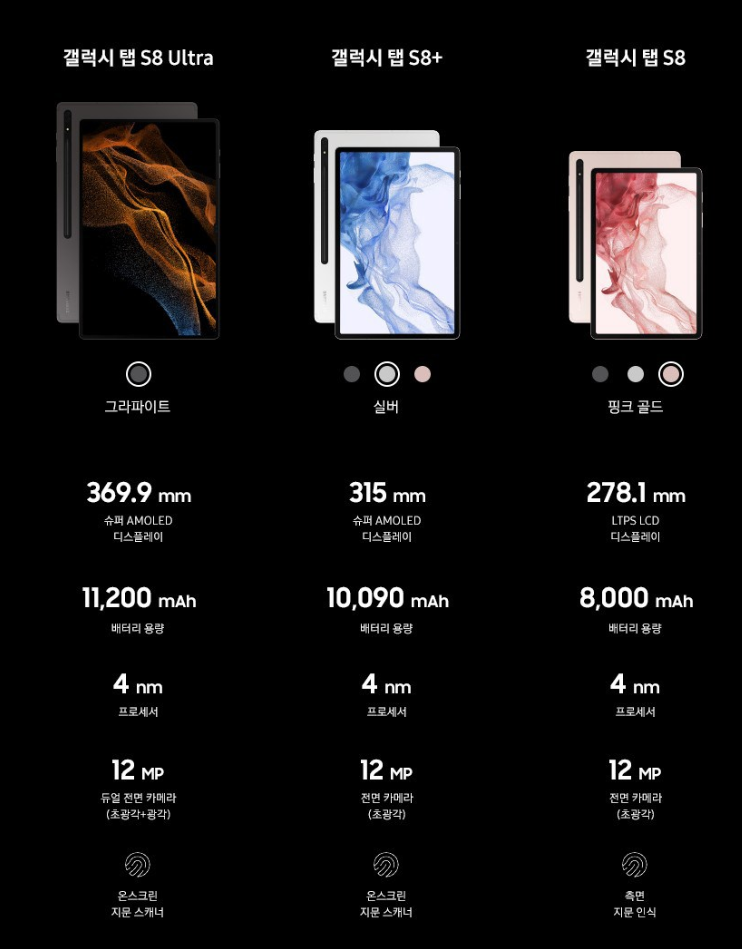 갤럭시 탭 S8 Ultra
갤럭시 탭 S8+
갤럭시 탭 S8
그라파이트
실버
핑크 골드
369.9 mm
슈퍼 AMOLED
디스플레이
315 mm
슈퍼 AMOLED
디스플레이
278.1 mm
LTPS LCD
디스플레이
11,200 mAh
배터리 용량
10,090 mAh
배터리 용량
8,000 mAh
배터리 용량
4 nm
프로세서
4 nm
프로세서
4 nm
프로세서
12 MP
듀얼 전면 카메라
(초광각+광각)
12 MP
전면 카메라
(초광각)
12 MP
전면 카메라
(초광각)
온스크린
지문 스캐너
온스크린
지문 스캐너
측면
지문 인식